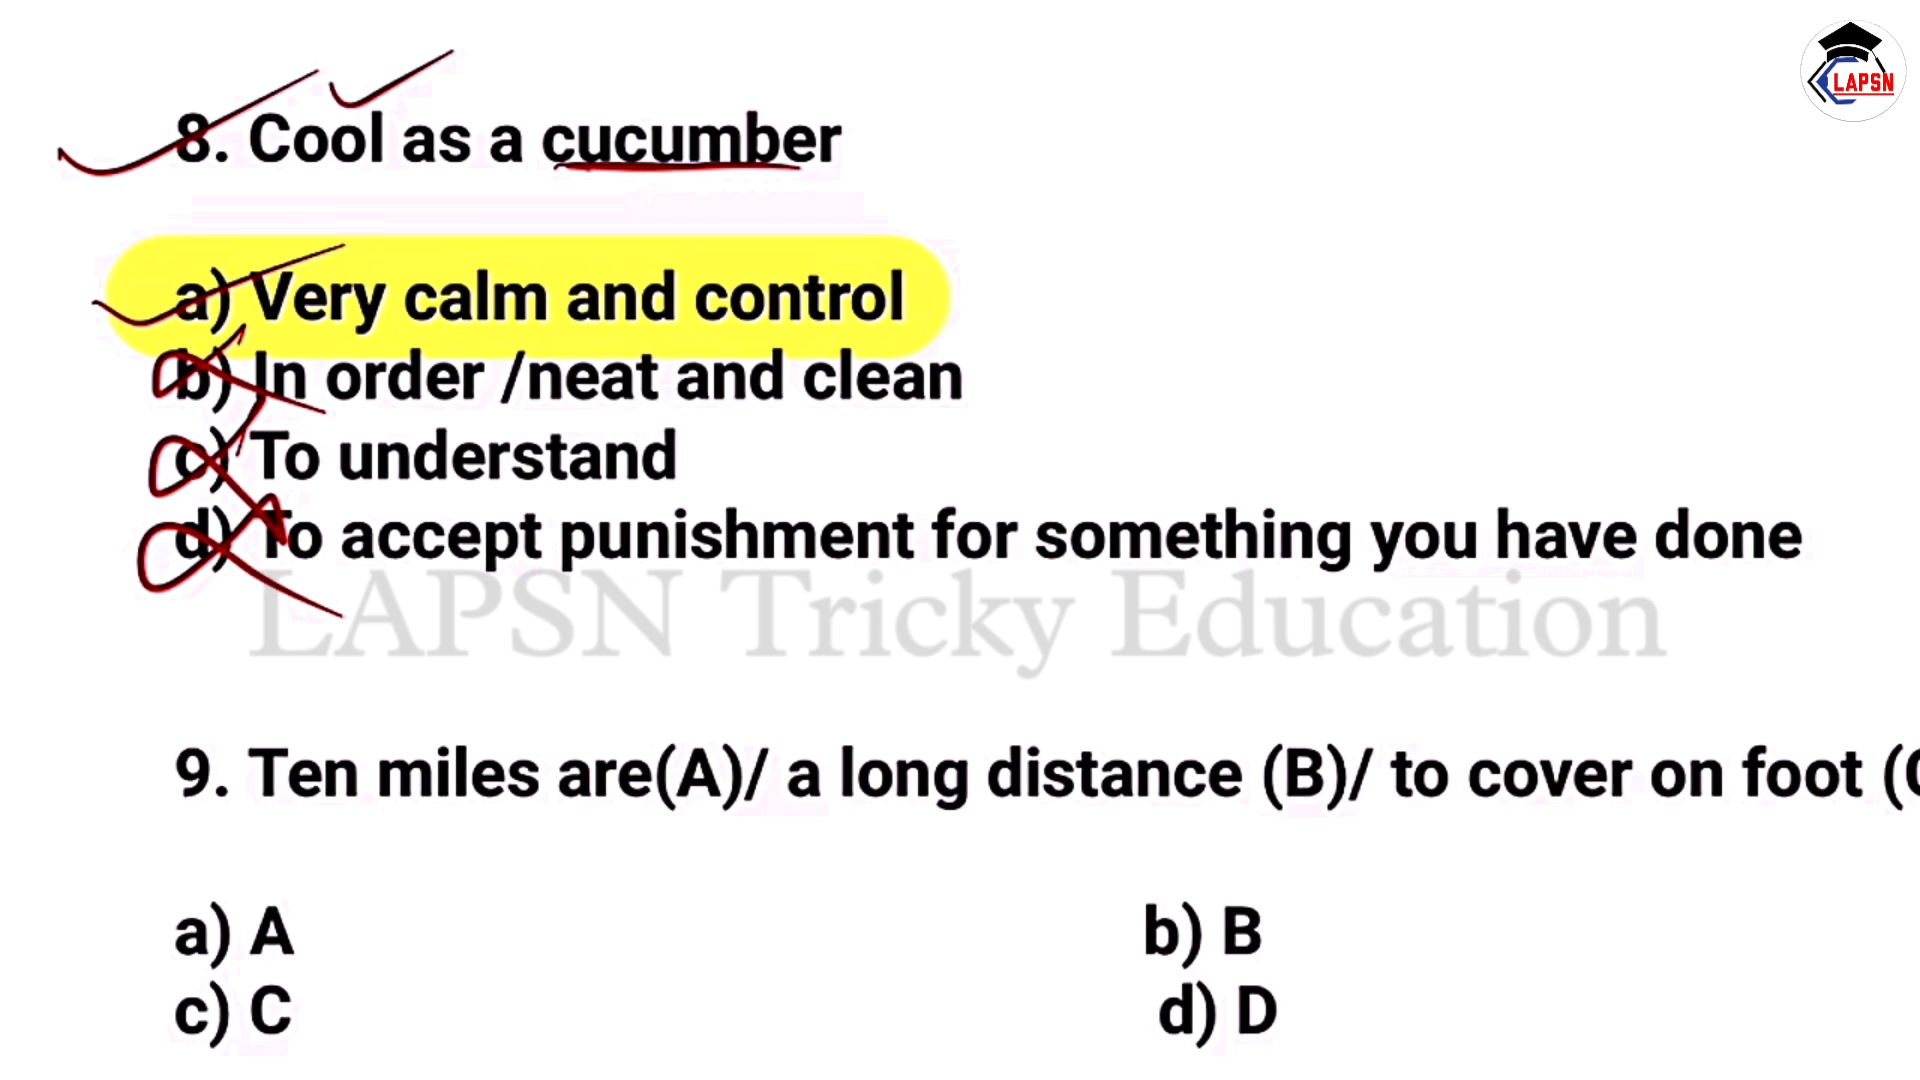 LAPSN
8. Cool as a cucumber
a) Very calm and control
b) In order /neat and clean
c) To understand
d) To accept punishment for something you have done
LAPSN Tricky Education
9. Ten miles are(A)/ a long distance (B)/ to cover on foot (
a) A
b) B
c) C
d) D